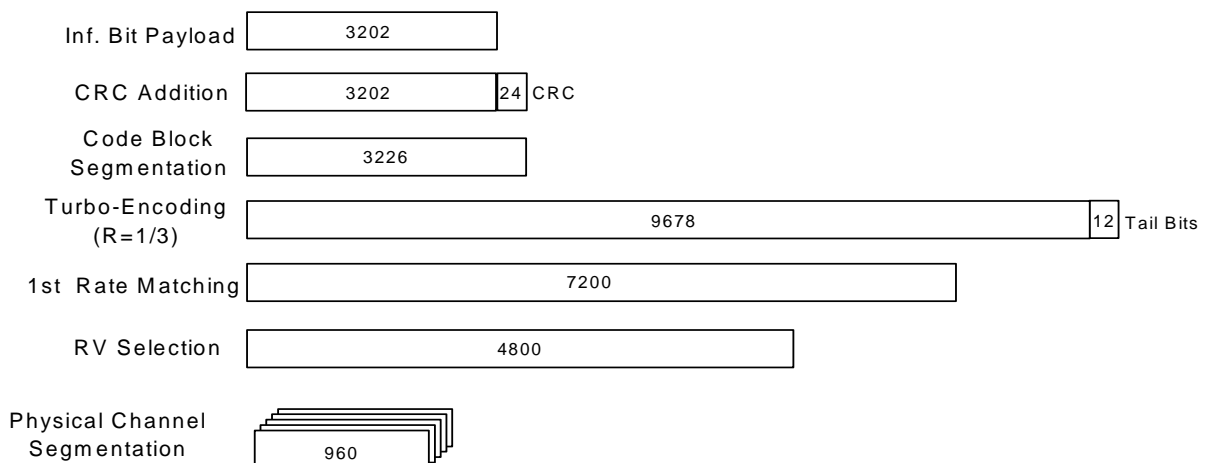 Inf. Bit Payload 3202
CRC Addition 3202 24 CRC
Code Block
Segmentation 3226
Turbo-Encoding
(R=1/3) 9678 12 Tail Bits
1st Rate Matching 7200
RV Selection 4800
Physical Channel
Segmentation 960